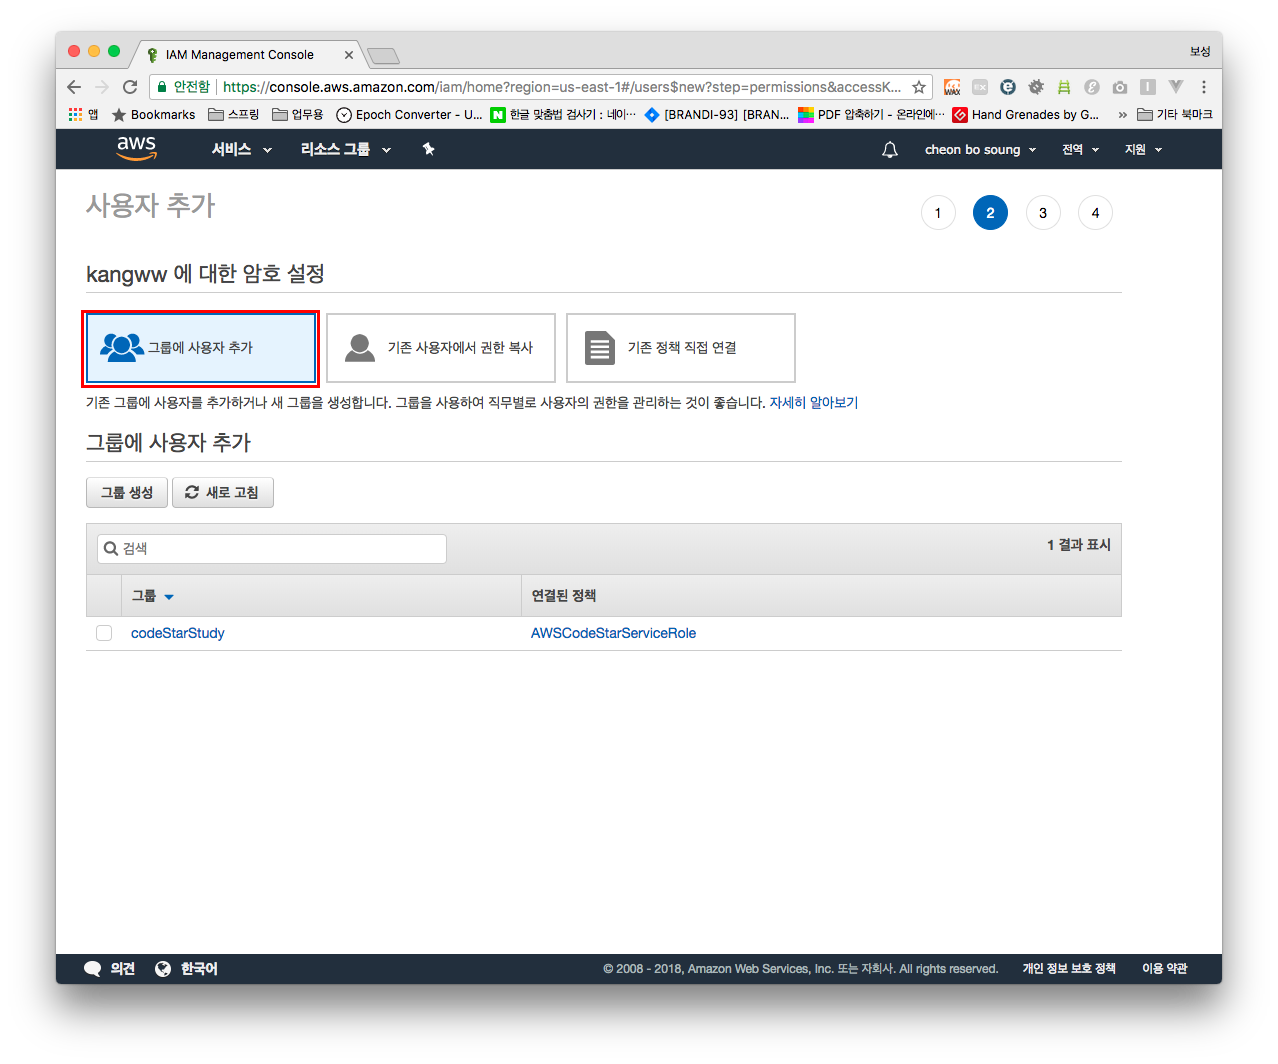 IAM Management Console
보성
안전함 https://console.aws.amazon.com/iam/home?region=us-east-1#/users$new?step=permissions&accessK...
앱 Bookmarks 스프링 업무용 Epoch Converter - U... 한글 맞춤법 검사기 : 네이... [BRANDI-93] [BRAN... PDF 압축하기 - 온라인에... Hand Grenades by G... » 기타 북마크
aws 서비스 리소스 그룹 cheon bo soung 전역 지원
사용자 추가 1 2 3 4
kangww 에 대한 암호 설정
그룹에 사용자 추가 기존 사용자에서 권한 복사 기존 정책 직접 연결
기존 그룹에 사용자를 추가하거나 새 그룹을 생성합니다. 그룹을 사용하여 직무별로 사용자의 권한을 관리하는 것이 좋습니다. 자세히 알아보기
그룹에 사용자 추가
그룹 생성 새로 고침
검색 1 결과 표시
그룹 연결된 정책
codeStarStudy AWSCodeStarServiceRole
의견 한국어 © 2008 - 2018, Amazon Web Services, Inc. 또는 자회사. All rights reserved. 개인 정보 보호 정책 이용 약관